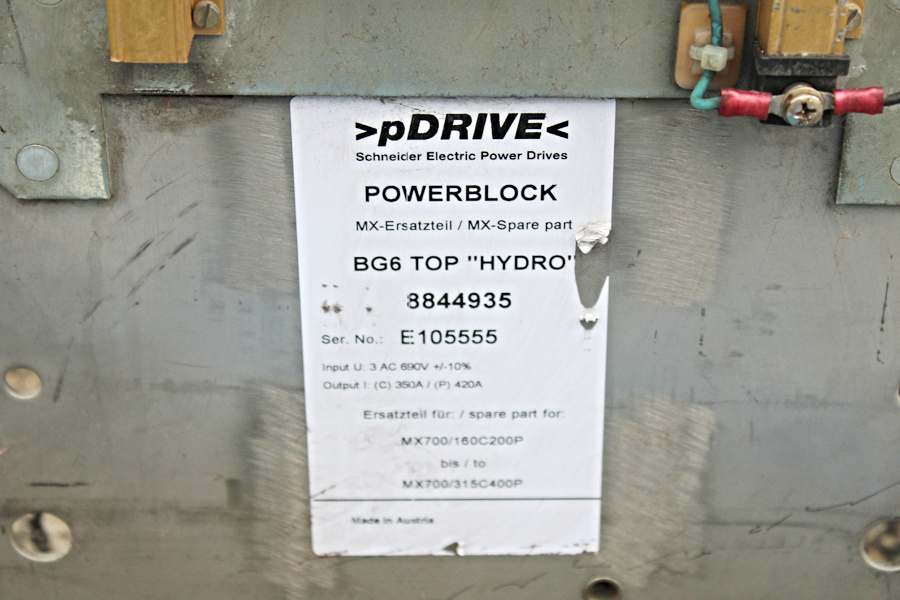 >pDRIVE<
Schneider Electric Power Drives
POWERBLOCK
MX-Ersatzteil / MX-Spare part
BG6 TOP "HYDRO"
8844935
Ser. No.: E105555
Input U: 3 AC 690V +/-10%
Output I: (C) 350A / (P) 420A
Ersatzteil für: / spare part for:
MX700/160C200P
bis / to
MX700/315C400P
Made in Austria